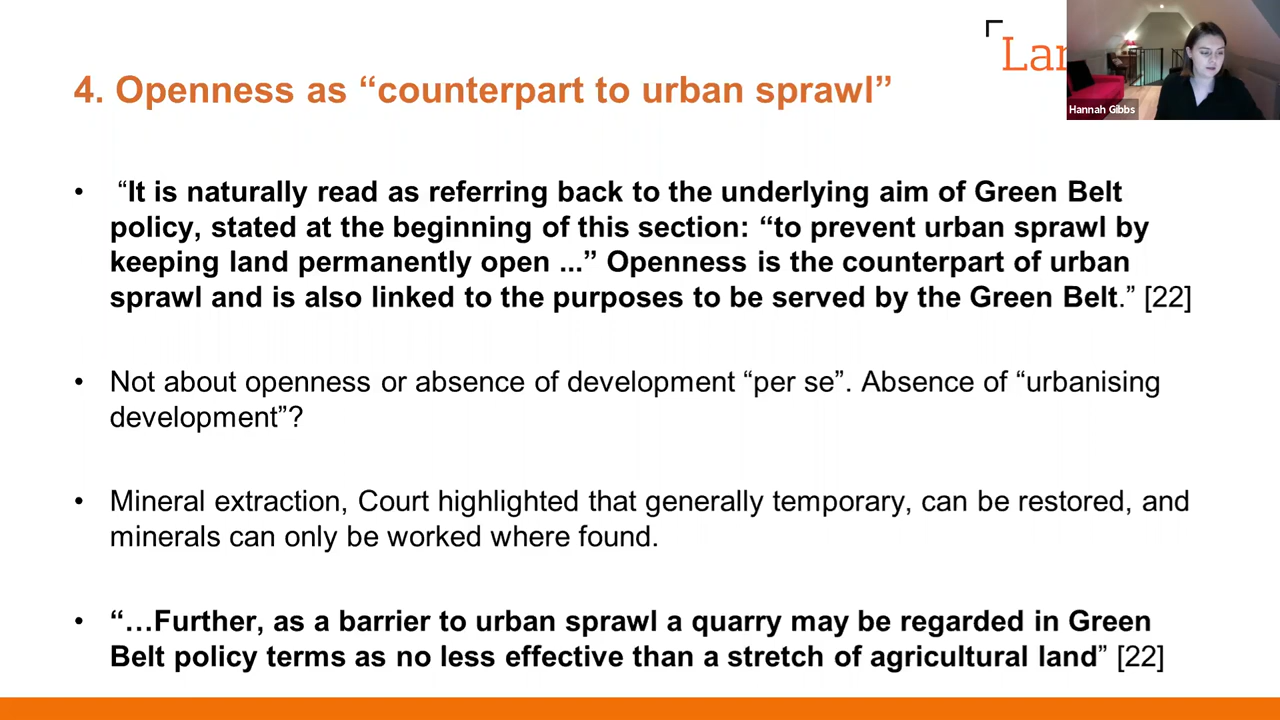 4. Openness as “counterpart to urban sprawl”
Hannah Gibbs
• “It is naturally read as referring back to the underlying aim of Green Belt
policy, stated at the beginning of this section: “to prevent urban sprawl by
keeping land permanently open ...” Openness is the counterpart of urban
sprawl and is also linked to the purposes to be served by the Green Belt.” [22]
• Not about openness or absence of development “per se”. Absence of “urbanising
development”?
• Mineral extraction, Court highlighted that generally temporary, can be restored, and
minerals can only be worked where found.
• “…Further, as a barrier to urban sprawl a quarry may be regarded in Green
Belt policy terms as no less effective than a stretch of agricultural land” [22]